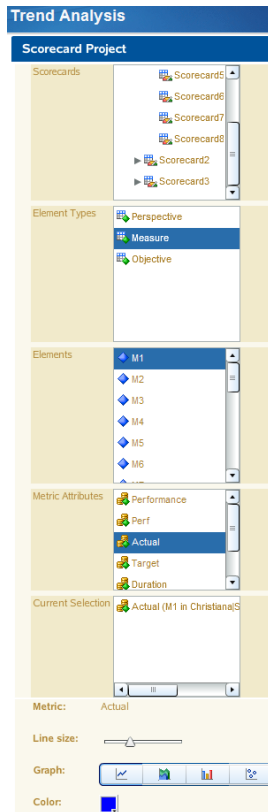 Trend Analysis
Scorecard Project
Scorecards
Scorecard5
Scorecard6
Scorecard7
Scorecard8
Scorecard2
Scorecard3
Element Types
Perspective
Measure
Objective
Elements
M1
M2
M3
M4
M5
M6
Metric Attributes
Performance
Perf
Actual
Target
Duration
Current Selection
Actual (M1 in Christiana|S
Metric: Actual
Line size:
Graph:
Color: